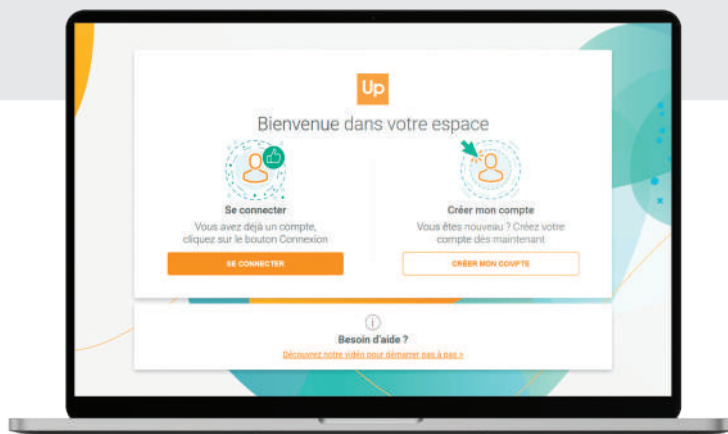 Up
Bienvenue dans votre espace
Se connecter
Vous avez déjà un compte,
cliquez sur le bouton Connexion
SE CONNECTER
Créer mon compte
Vous êtes nouveau ? Créez votre
compte dès maintenant
CRÉER MON COMPTE
Besoin d'aide ?
Découvrez notre vidéo pour démarrer pas à pas >